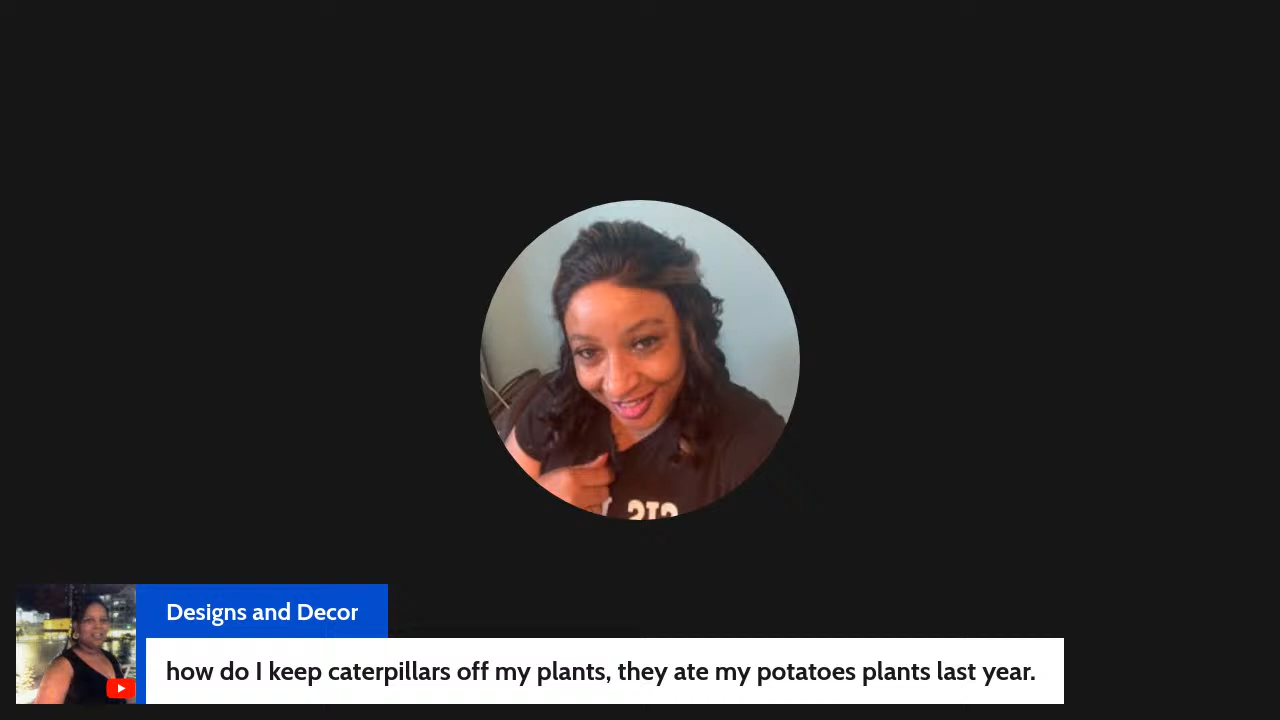 Designs and Decor
how do I keep caterpillars off my plants, they ate my potatoes plants last year.